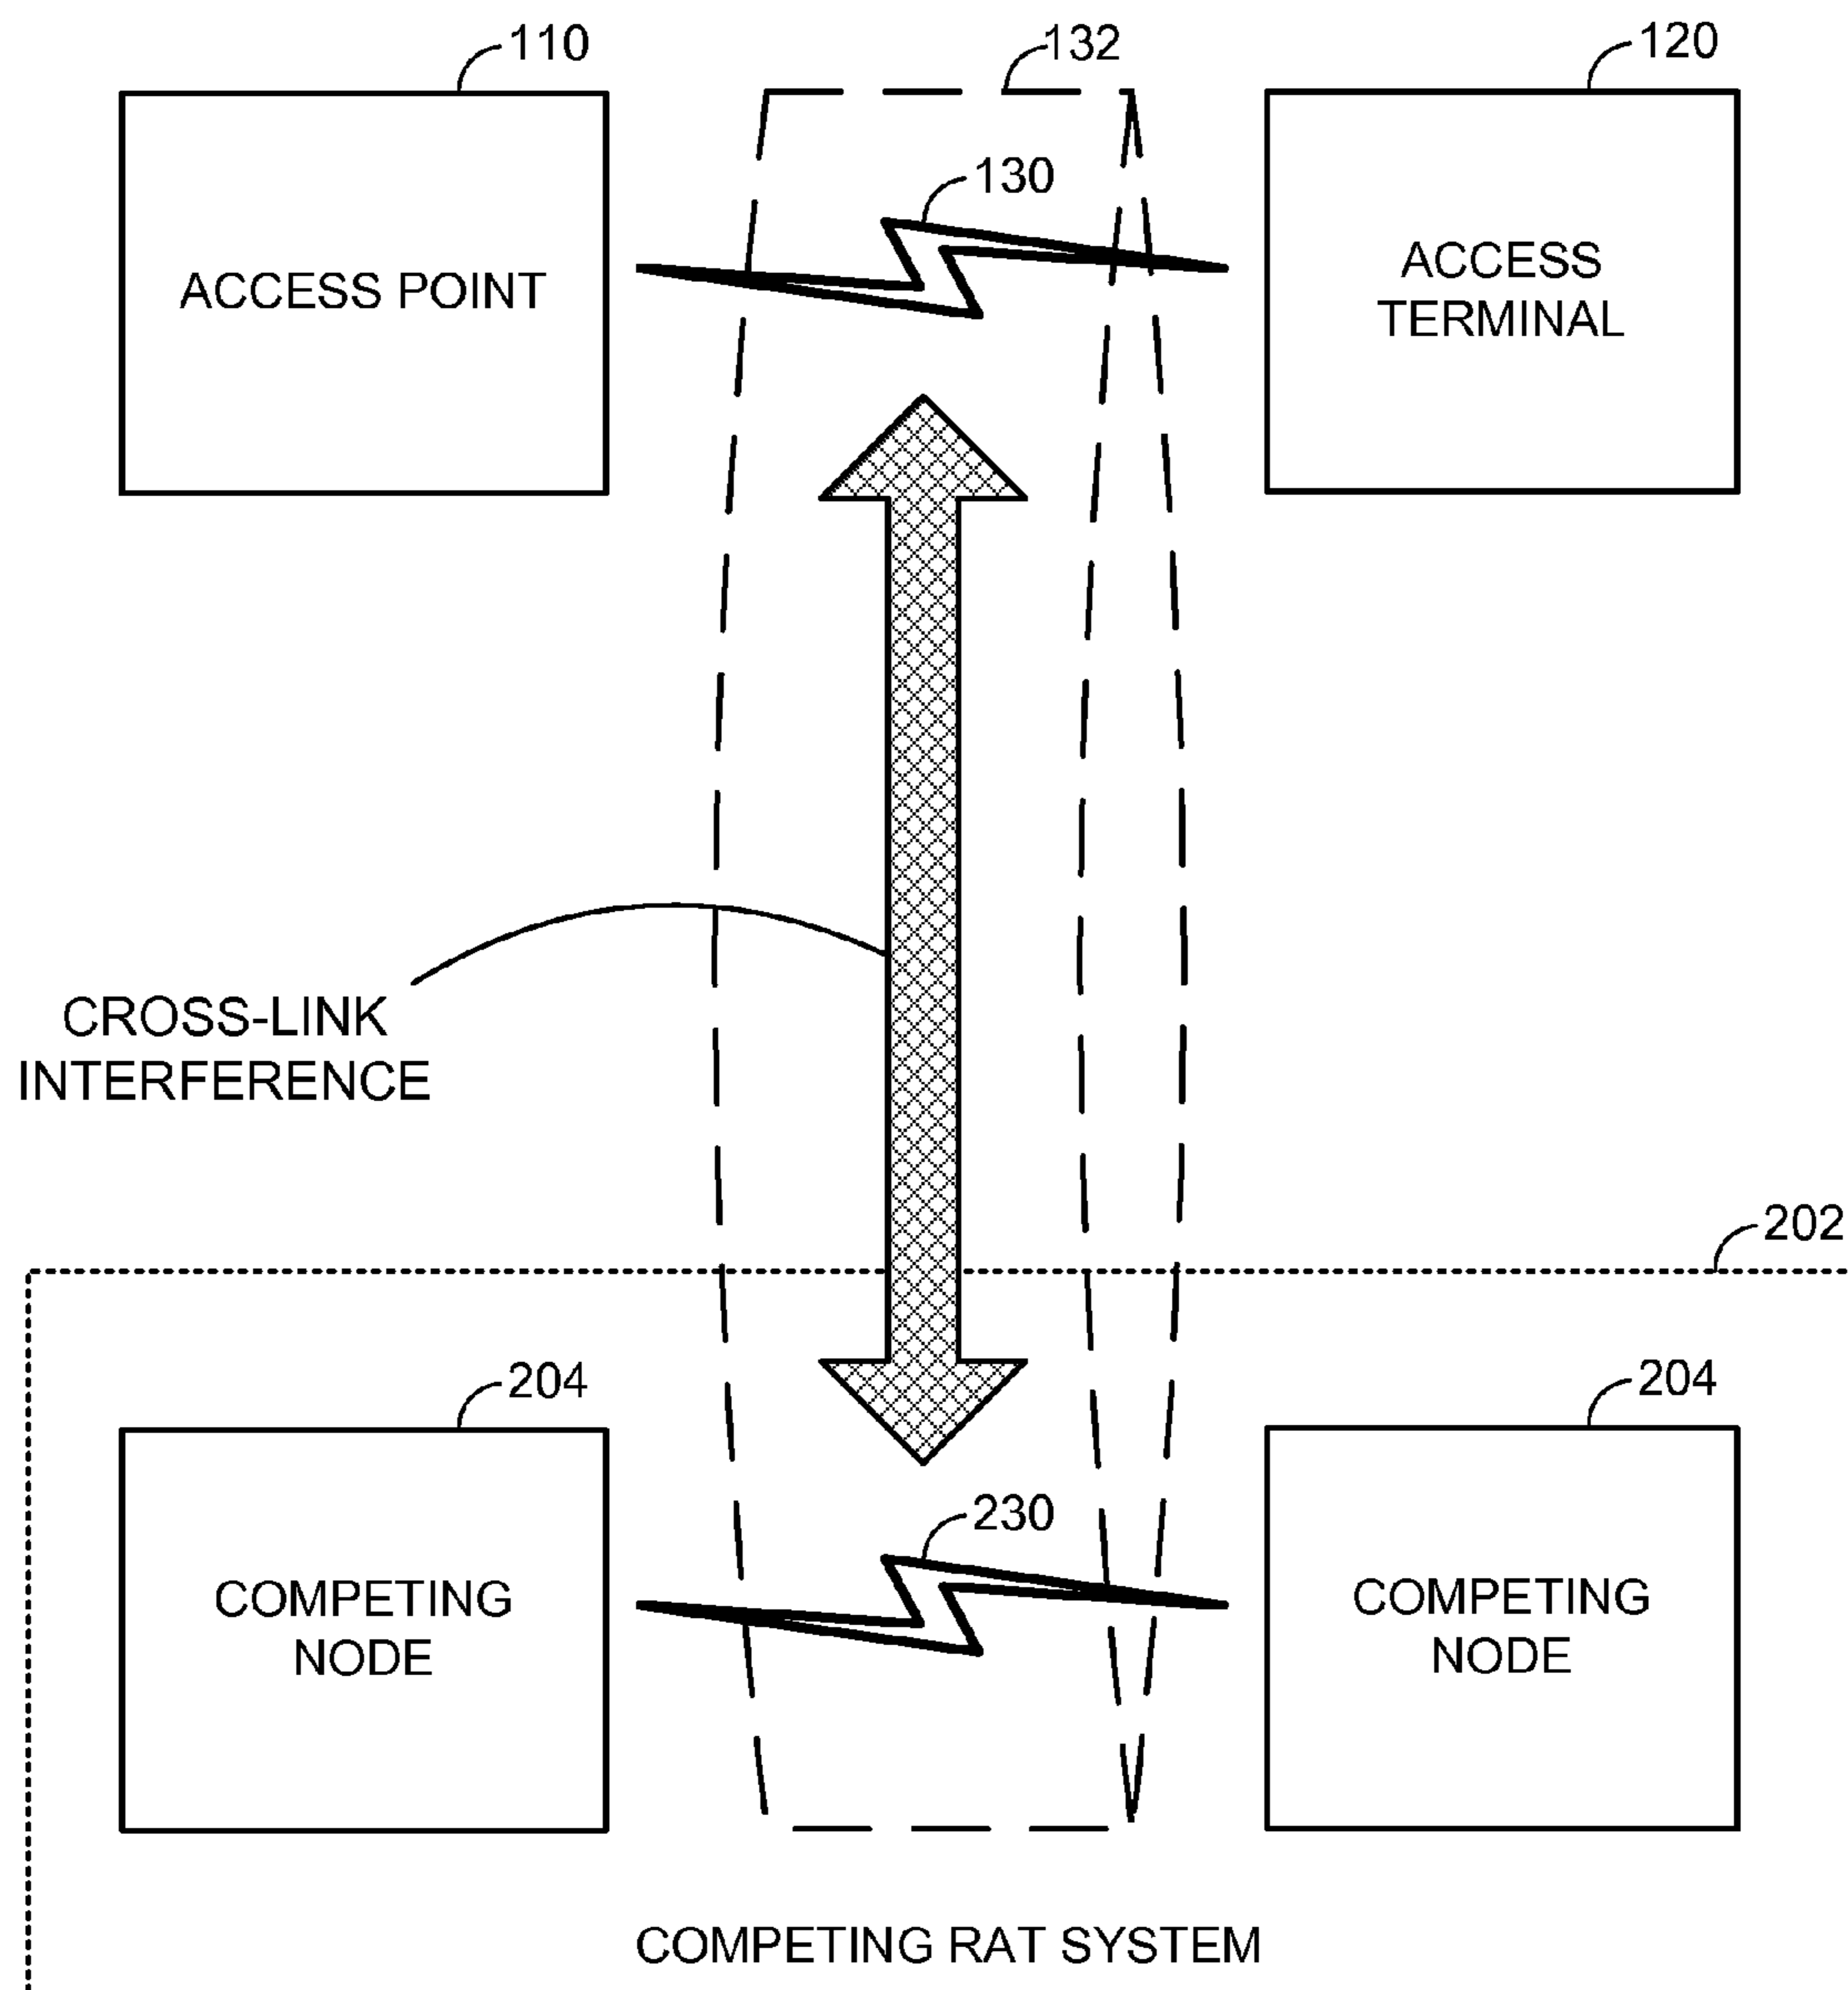 110
132
120
130
ACCESS POINT
ACCESS
TERMINAL
CROSS-LINK
INTERFERENCE
202
204
204
230
COMPETING
NODE
COMPETING
NODE
COMPETING RAT SYSTEM